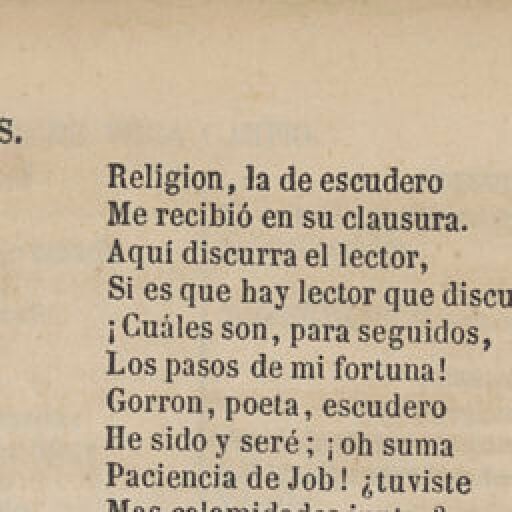 S.
Religion, la de escudero
Me recibió en su clausura.
Aquí discurra el lector,
Si es que hay lector que discu
¡Cuáles son, para seguidos,
Los pasos de mi fortuna!
Gorron, poeta, escudero
He sido y seré; ¡oh suma
Paciencia de Job! ¿tuviste